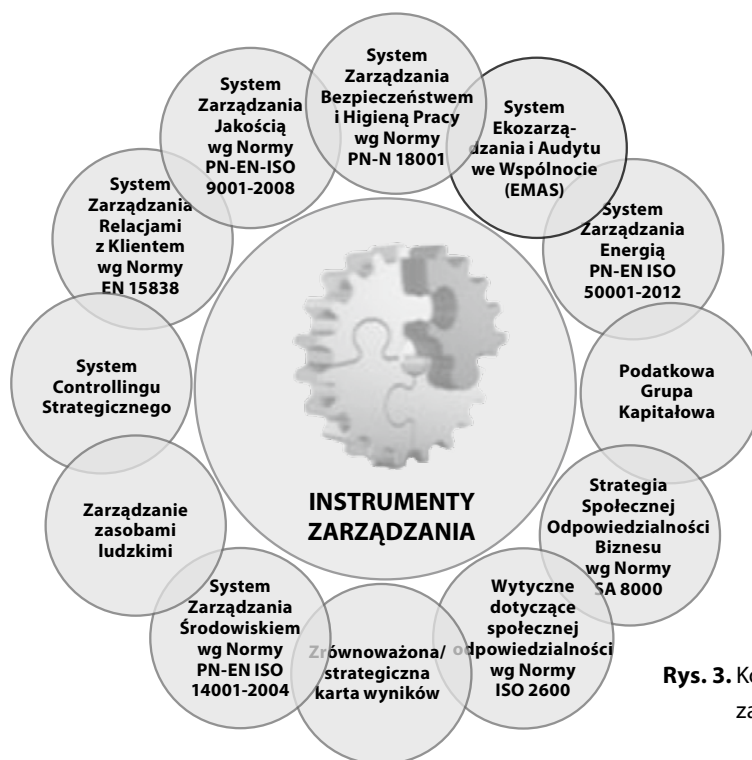 System
Zarządzania
Bezpieczeństwem
i Higieną Pracy
wg Normy
PN-N 18001
System
Ekozarzą-
dzania i Audytu
we Wspólnocie
(EMAS)
System
Zarządzania
Energią
PN-EN ISO
50001-2012
Podatkowa
Grupa
Kapitałowa
Strategia
Społecznej
Odpowiedzialności
Biznesu
wg Normy
SA 8000
Wytyczne
dotyczące
społecznej
odpowiedzialności
wg Normy
ISO 2600
Zrównoważona/
strategiczna
karta wyników
System
Zarządzania
Środowiskiem
wg Normy
PN-EN ISO
14001-2004
Zarządzanie
zasobami
ludzkimi
System
Controllingu
Strategicznego
System
Zarządzania
Relacjami
z Klientem
wg Normy
EN 15838
System
Zarządzania
Jakością
wg Normy
PN-EN-ISO
9001-2008
INSTRUMENTY
ZARZĄDZANIA
Rys. 3.